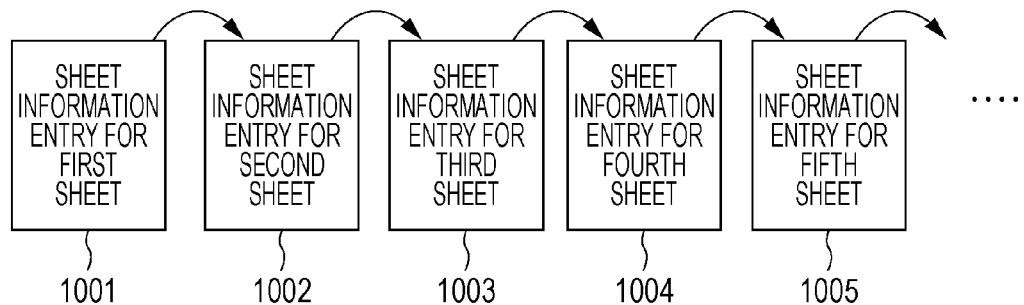 SHEET
INFORMATION
ENTRY FOR
FIRST
SHEET
SHEET
INFORMATION
ENTRY FOR
SECOND
SHEET
SHEET
INFORMATION
ENTRY FOR
THIRD
SHEET
SHEET
INFORMATION
ENTRY FOR
FOURTH
SHEET
SHEET
INFORMATION
ENTRY FOR
FIFTH
SHEET
....
1001
1002
1003
1004
1005